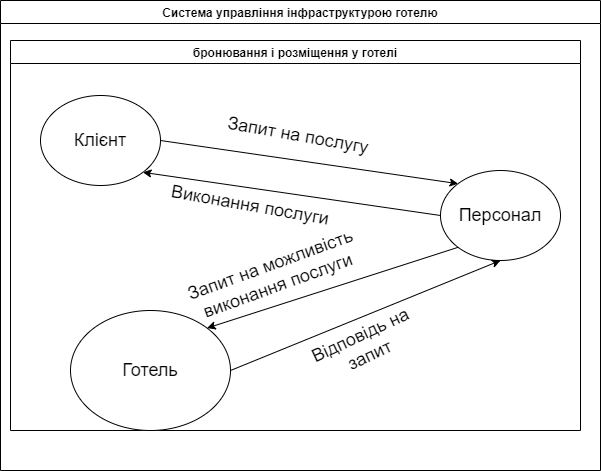 Система управління інфраструктурою готелю
бронювання і розміщення у готелі
Клієнт
Запит на послугу
Виконання послуги
Персонал
Запит на можливість
виконання послуги
Готель
Відповідь на
запит